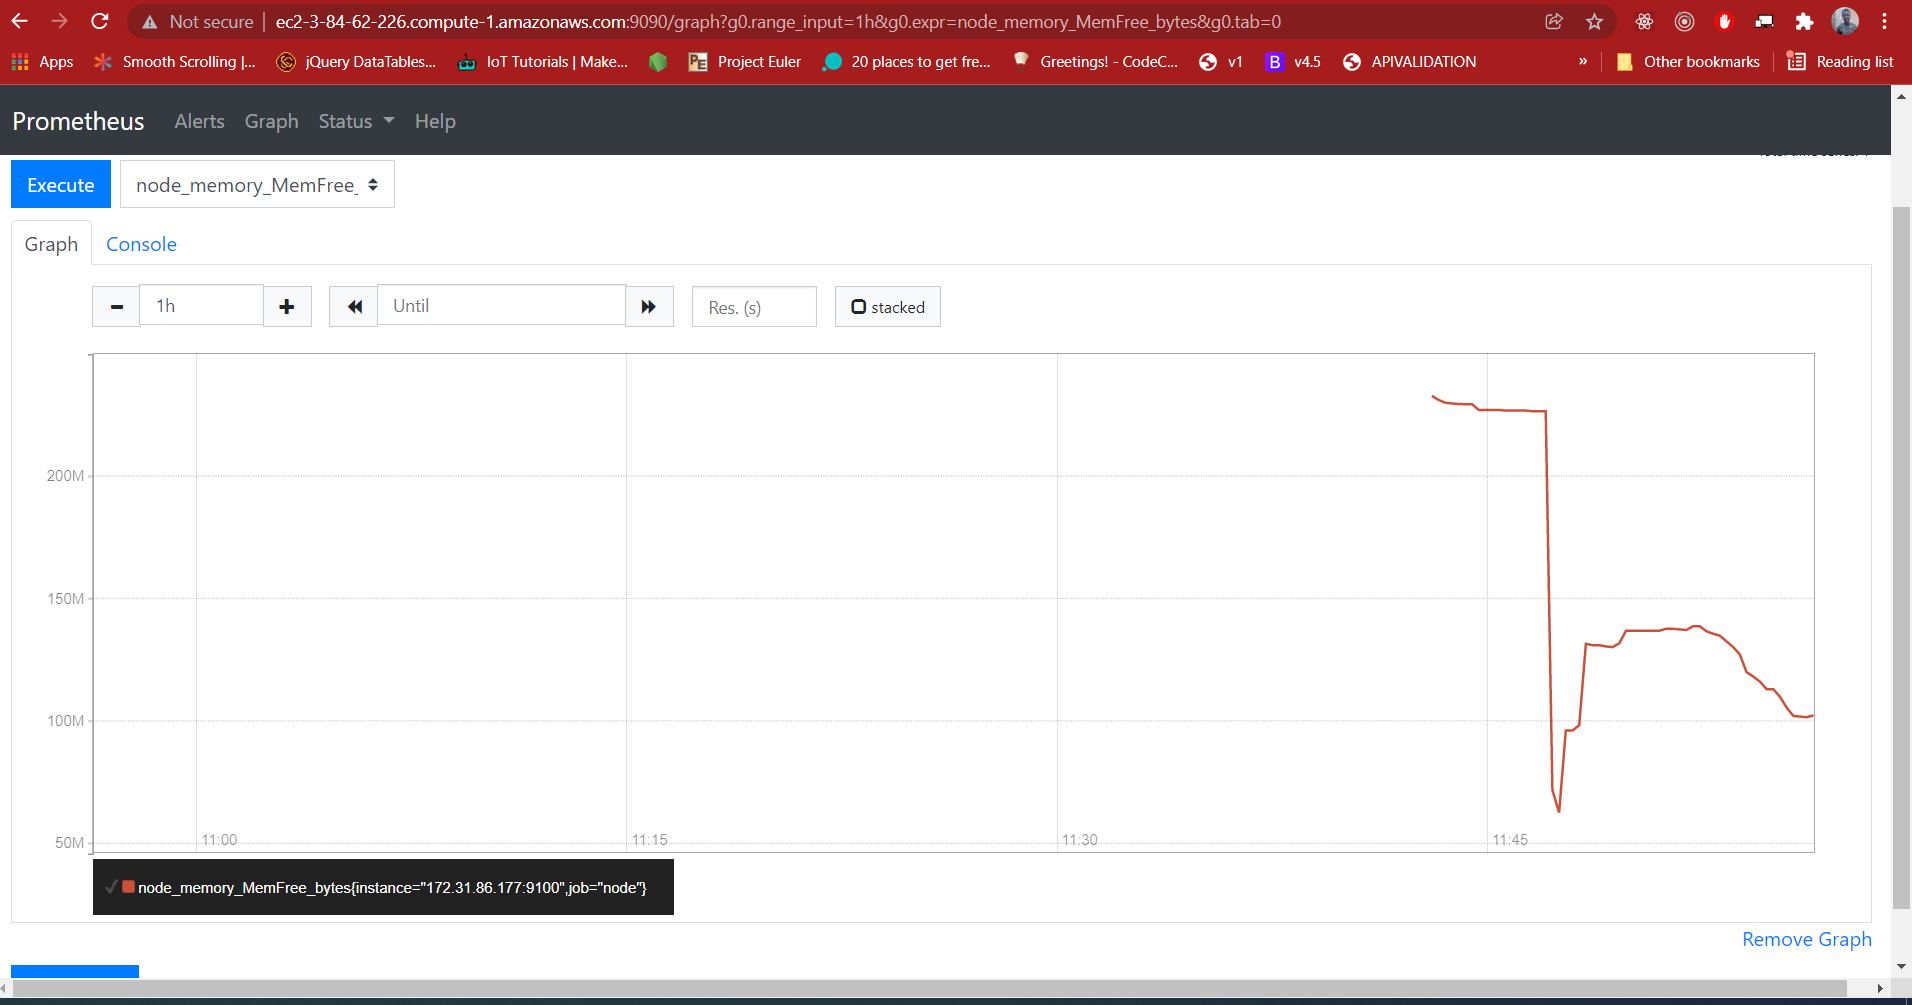 Not secure | ec2-3-84-62-226.compute-1.amazonaws.com:9090/graph?g0.range_input=1h&g0.expr=node_memory_MemFree_bytes&g0.tab=0
Apps Smooth Scrolling |... jQuery DataTables... IoT Tutorials | Make... PE Project Euler 20 places to get fre... Greetings! - CodeC... v1 B v4.5 APIVALIDATION » Other bookmarks Reading list
Prometheus Alerts Graph Status Help
Execute node_memory_MemFree_
Graph Console
1h Until Res. (s) stacked
200M
150M
100M
50M
11:00 11:15 11:30 11:45
node_memory_MemFree_bytes{instance="172.31.86.177:9100",job="node"}
Remove Graph